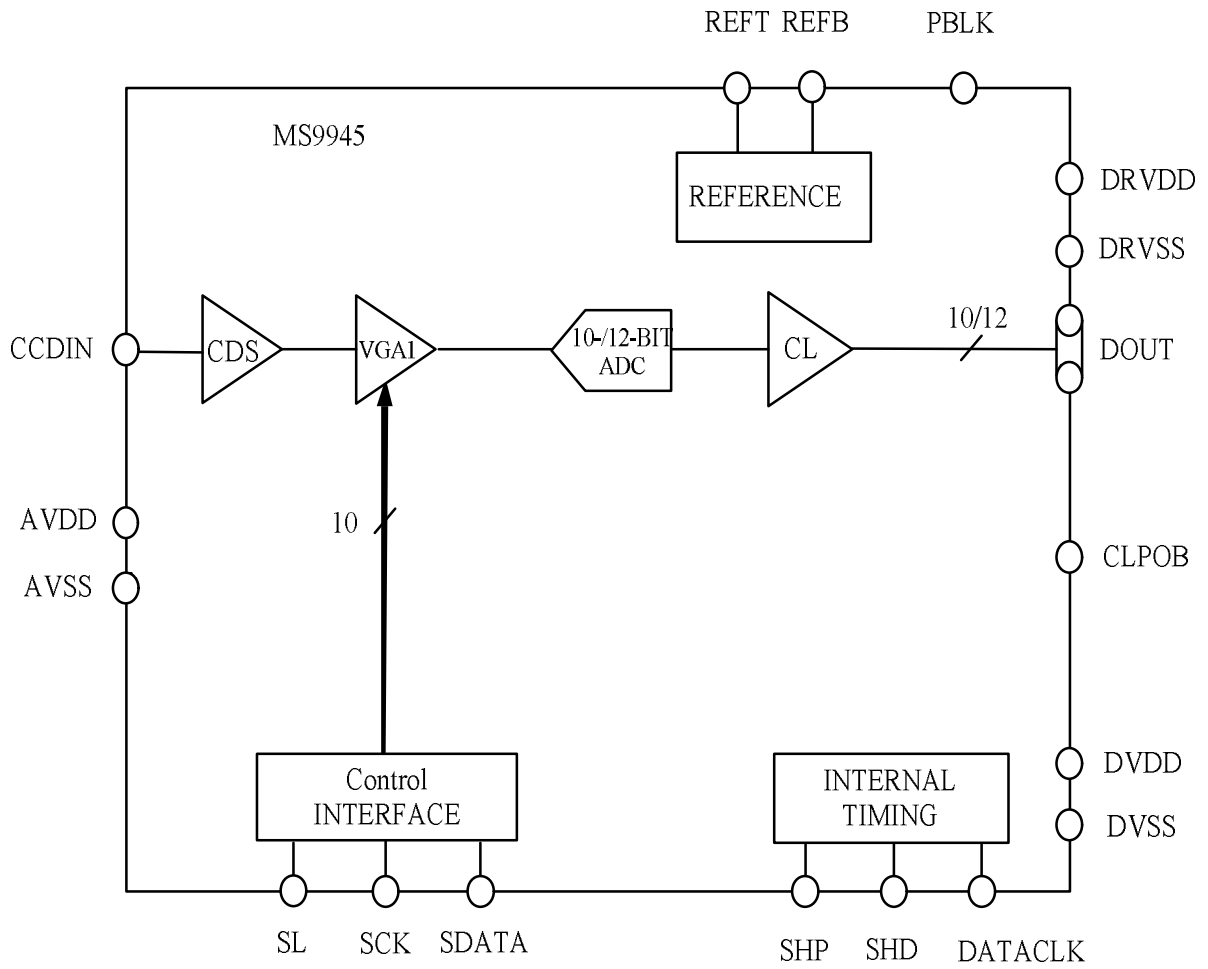 REFT REFB PBLK
MS9945
REFERENCE
DRVDD
DRVSS
CCDIN
CDS
VGA1
10-/12-BIT
ADC
CL
10/12
DOUT
AVDD
10
AVSS
CLPOB
Control
INTERFACE
INTERNAL
TIMING
DVDD
DVSS
SL SCK SDATA SHP SHD DATACLK